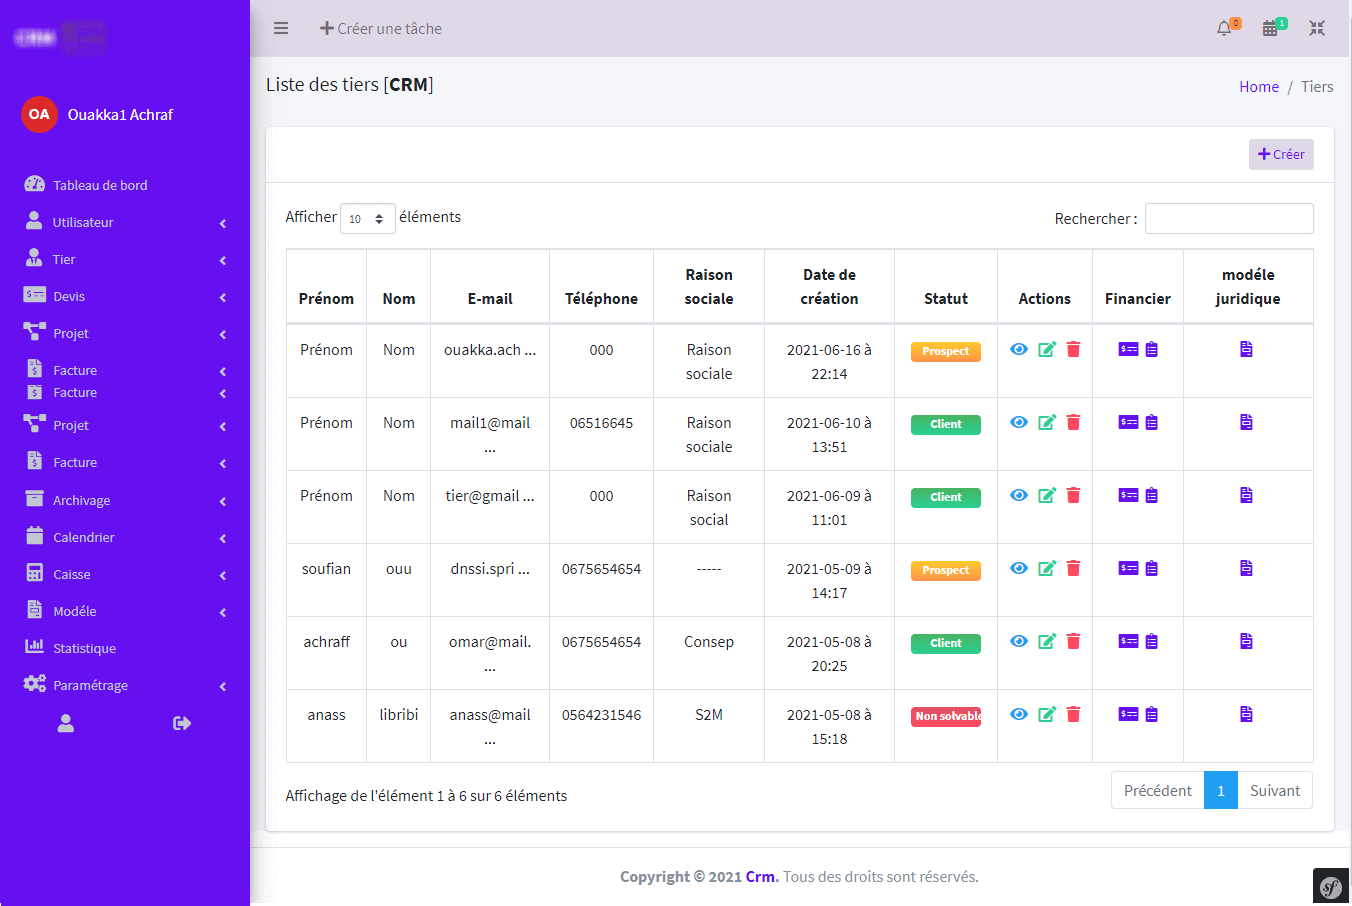 CRM
OA
Ouakka1 Achraf
Tableau de bord
Utilisateur
Tier
Devis
Projet
Facture
Facture
Projet
Facture
Archivage
Calendrier
Caisse
Modéle
Statistique
Paramétrage
Créer une tâche
0
1
Liste des tiers [CRM]
Home / Tiers
Créer
Afficher 10 éléments
Rechercher :
Prénom Nom E-mail Téléphone Raison sociale Date de création Statut Actions Financier modéle juridique
Prénom Nom ouakka.ach ... 000 Raison sociale 2021-06-16 à 22:14 Prospect
Prénom Nom mail1@mail ... 06516645 Raison sociale 2021-06-10 à 13:51 Client
Prénom Nom tier@gmail ... 000 Raison social 2021-06-09 à 11:01 Client
soufian ouu dnssi.spri ... 0675654654 ----- 2021-05-09 à 14:17 Prospect
achraff ou omar@mail. ... 0675654654 Consep 2021-05-08 à 20:25 Client
anass libribi anass@mail ... 0564231546 S2M 2021-05-08 à 15:18 Non solvable
Affichage de l'élément 1 à 6 sur 6 éléments
Précédent 1 Suivant
Copyright © 2021 Crm. Tous des droits sont réservés.
sf